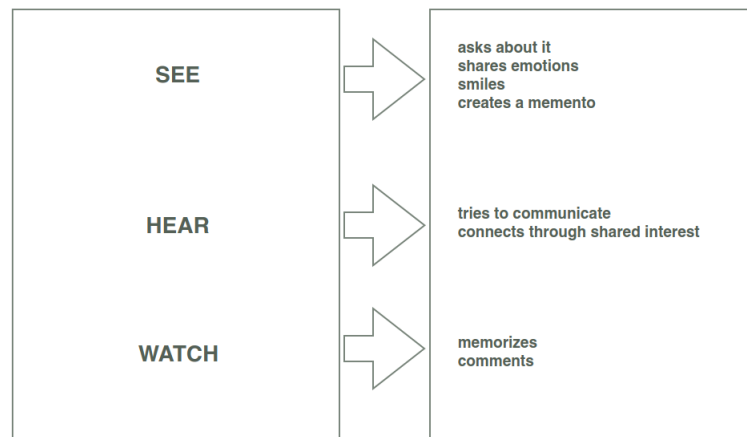 SEE
asks about it
shares emotions
smiles
creates a memento
HEAR
tries to communicate
connects through shared interest
WATCH
memorizes
comments